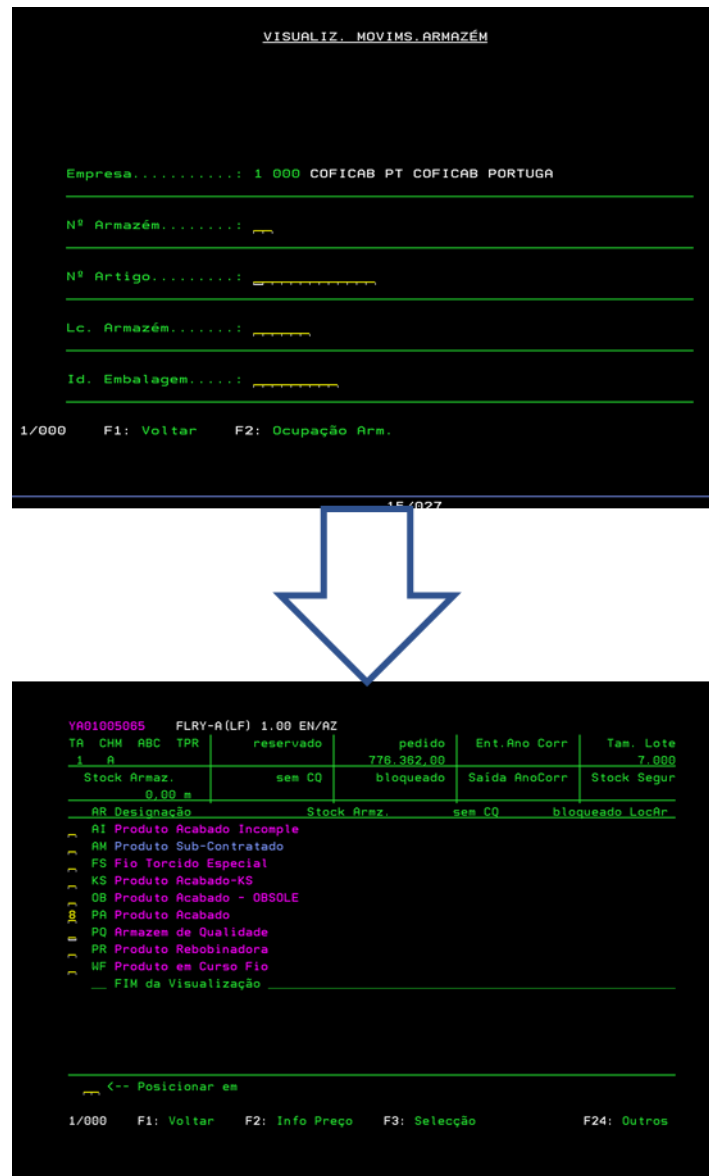 VISUALIZ. MOVIMS.ARMAZÉM
Empresa...........: 1 000 COFICAB PT COFICAB PORTUGA
Nº Armazém........:
Nº Artigo.........:
Lc. Armazém.......:
Id. Embalagem.....:
1/000 F1: Voltar F2: Ocupação Arm.
15/027
YA01005065 FLRY-A(LF) 1.00 EN/AZ
TA CHM ABC TPR reservado pedido Ent.Ano Corr Tam. Lote
1 A 776.362,00 7.000
Stock Armaz. sem CQ bloqueado Saída AnoCorr Stock Segur
0,00 m
AR Designação Stock Armz. sem CQ bloqueado LocAr
AI Produto Acabado Incomple
AM Produto Sub-Contratado
FS Fio Torcido Especial
KS Produto Acabado-KS
OB Produto Acabado - OBSOLE
8 PA Produto Acabado
PQ Armazem de Qualidade
PR Produto Rebobinadora
WF Produto em Curso Fio
__ FIM da Visualização
<-- Posicionar em
1/000 F1: Voltar F2: Info Preço F3: Selecção F24: Outros